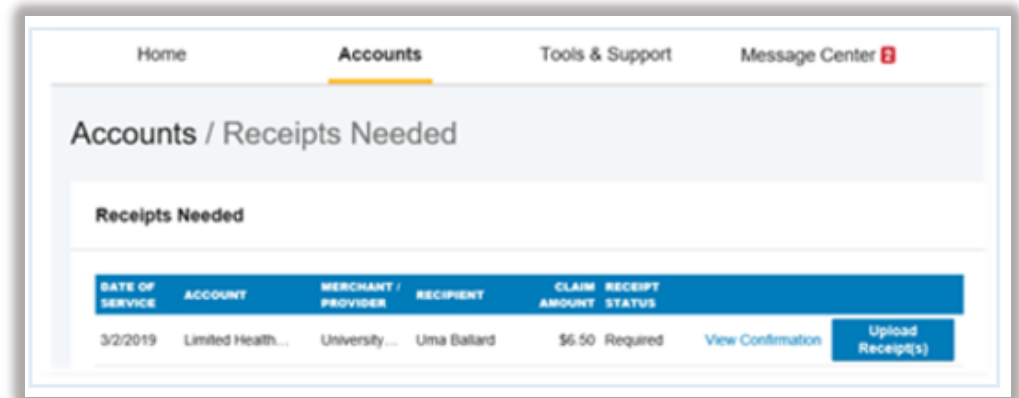 Home Accounts Tools & Support Message Center 2
Accounts / Receipts Needed
Receipts Needed
DATE OF SERVICE ACCOUNT MERCHANT / PROVIDER RECIPIENT CLAIM AMOUNT RECEIPT STATUS
3/2/2019 Limited Health... University... Uma Ballard $6.50 Required View Confirmation Upload Receipt(s)